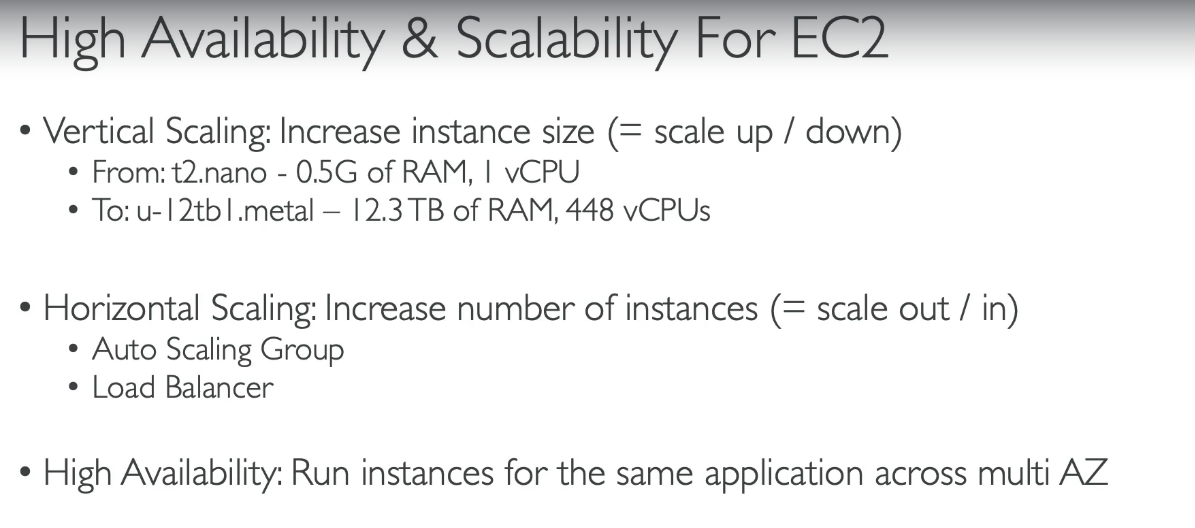 High Availability & Scalability For EC2
• Vertical Scaling: Increase instance size (= scale up / down)
• From: t2.nano - 0.5G of RAM, 1 vCPU
• To: u-12tb1.metal – 12.3 TB of RAM, 448 vCPUs
• Horizontal Scaling: Increase number of instances (= scale out / in)
• Auto Scaling Group
• Load Balancer
• High Availability: Run instances for the same application across multi AZ